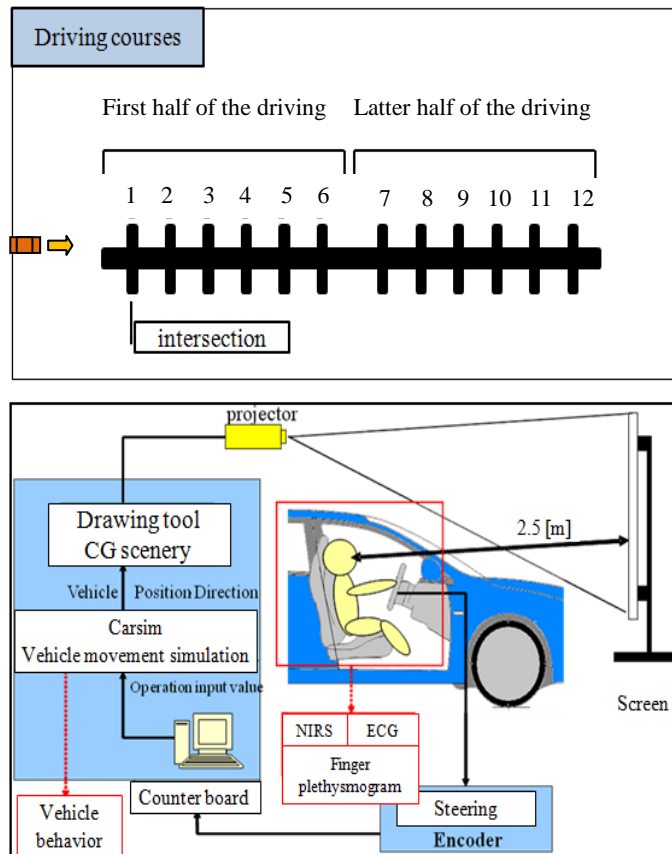 Driving courses
First half of the driving
Latter half of the driving
1 2 3 4 5 6 7 8 9 10 11 12
intersection
projector
Drawing tool
CG scenery
2.5 [m]
Vehicle Position Direction
Carsim
Vehicle movement simulation
Operation input value
Screen
NIRS ECG
Finger
plethysmogram
Counter board
Steering
Encoder
Vehicle
behavior